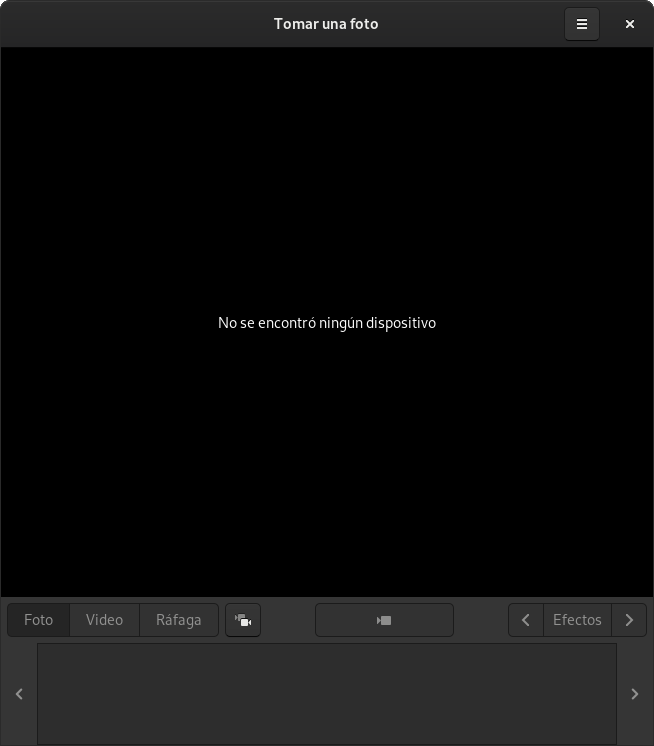 Tomar una foto
No se encontró ningún dispositivo
Foto Video Ráfaga Efectos